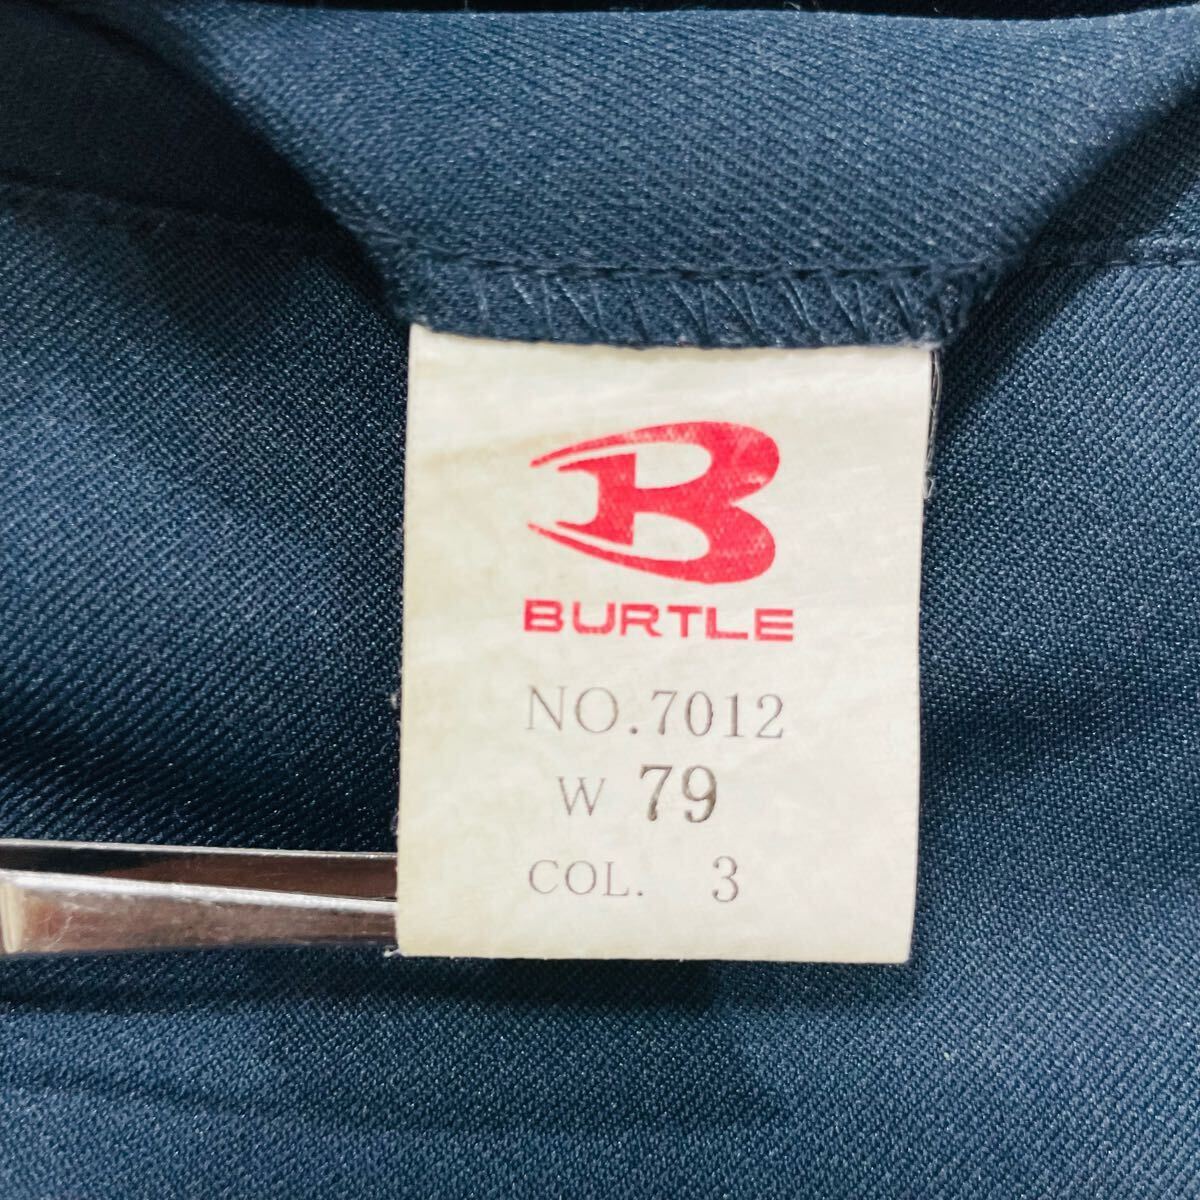 BURTLE
NO.7012
W 79
COL. 3